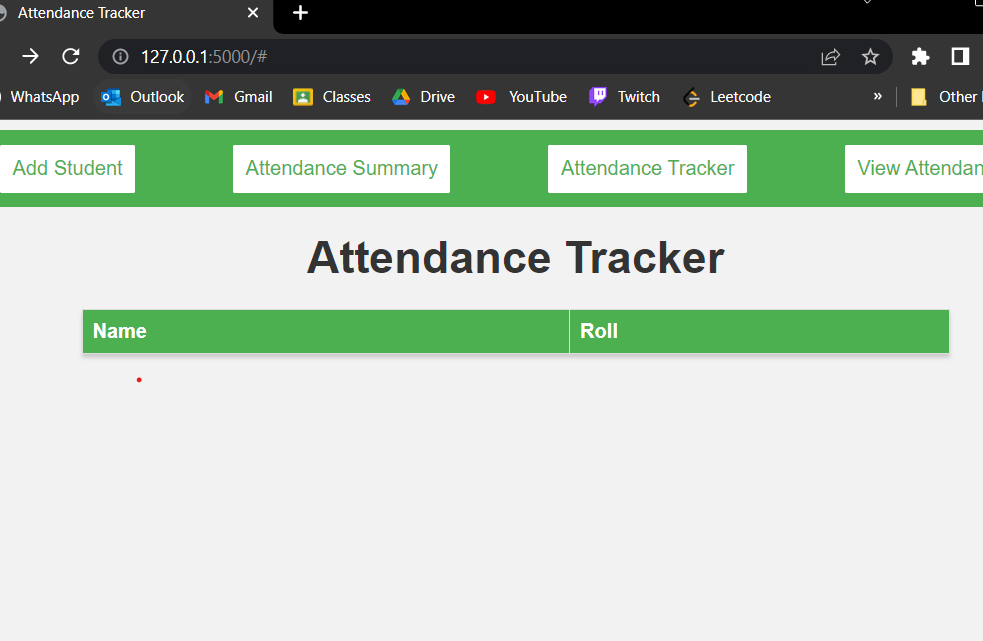 Attendance Tracker
127.0.0.1:5000/#
WhatsApp Outlook Gmail Classes Drive YouTube Twitch Leetcode » Other
Add Student Attendance Summary Attendance Tracker View Attendan
Attendance Tracker
Name Roll